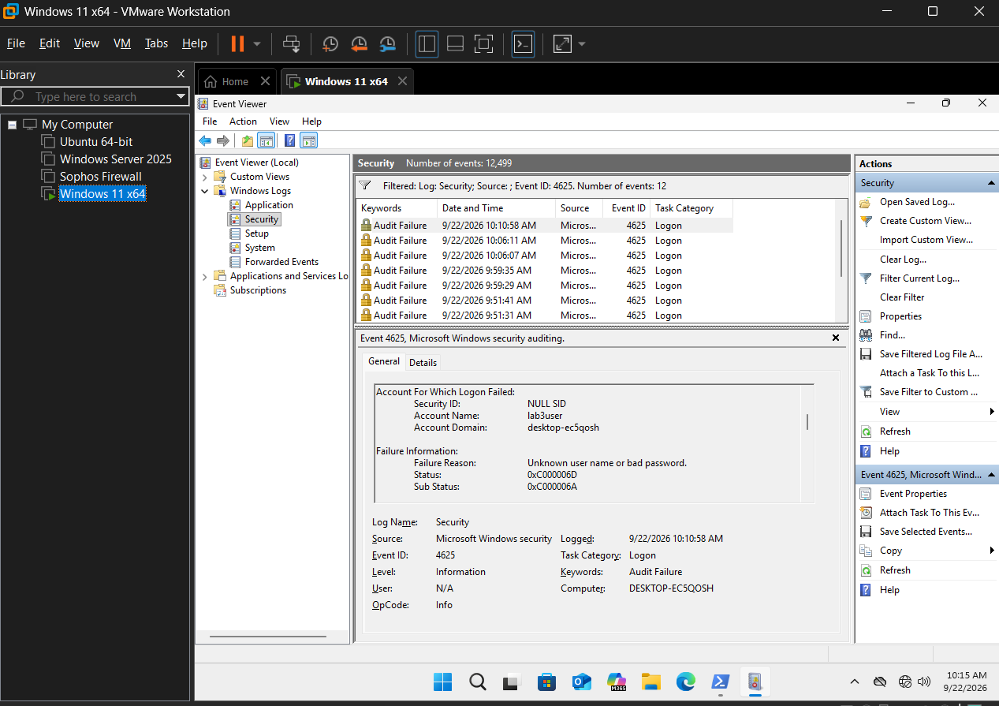 Windows 11 x64 - VMware Workstation
File Edit View VM Tabs Help
Library
Type here to search
My Computer
Ubuntu 64-bit
Windows Server 2025
Sophos Firewall
Windows 11 x64
Home
Windows 11 x64
Event Viewer
File Action View Help
Event Viewer (Local)
Custom Views
Windows Logs
Application
Security
Setup
System
Forwarded Events
Applications and Services Lo
Subscriptions
Security Number of events: 12,499
Filtered: Log: Security; Source: ; Event ID: 4625. Number of events: 12
Keywords Date and Time Source Event ID Task Category
Audit Failure 9/22/2026 10:10:58 AM Micros... 4625 Logon
Audit Failure 9/22/2026 10:06:11 AM Micros... 4625 Logon
Audit Failure 9/22/2026 10:06:07 AM Micros... 4625 Logon
Audit Failure 9/22/2026 9:59:35 AM Micros... 4625 Logon
Audit Failure 9/22/2026 9:59:29 AM Micros... 4625 Logon
Audit Failure 9/22/2026 9:51:41 AM Micros... 4625 Logon
Audit Failure 9/22/2026 9:51:31 AM Micros... 4625 Logon
Event 4625, Microsoft Windows security auditing.
General Details
Account For Which Logon Failed:
Security ID: NULL SID
Account Name: lab3user
Account Domain: desktop-ec5qosh
Failure Information:
Failure Reason: Unknown user name or bad password.
Status: 0xC000006D
Sub Status: 0xC000006A
Log Name: Security
Source: Microsoft Windows security Logged: 9/22/2026 10:10:58 AM
Event ID: 4625 Task Category: Logon
Level: Information Keywords: Audit Failure
User: N/A Computer: DESKTOP-EC5QOSH
OpCode: Info
Actions
Security
Open Saved Log...
Create Custom View...
Import Custom View...
Clear Log...
Filter Current Log...
Clear Filter
Properties
Find...
Save Filtered Log File A...
Attach a Task To this L...
Save Filter to Custom ...
View
Refresh
Help
Event 4625, Microsoft Wind...
Event Properties
Attach Task To This Ev...
Save Selected Events...
Copy
Refresh
Help
M365
10:15 AM
9/22/2026